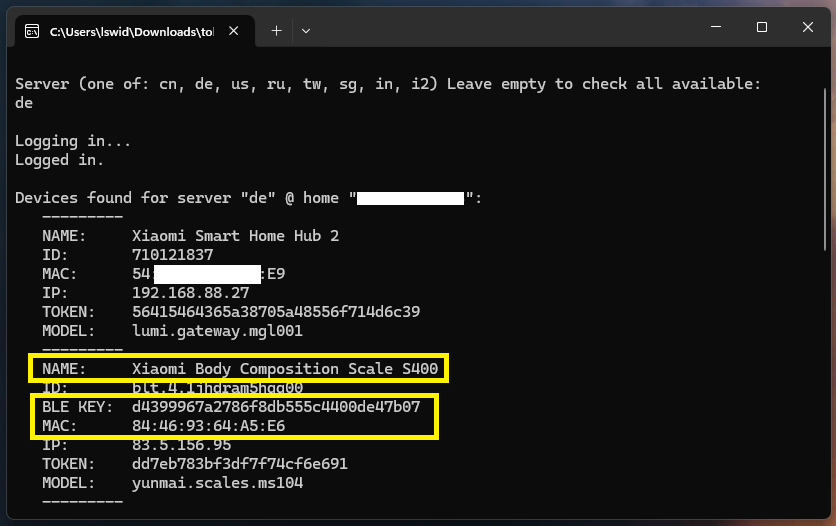 C:\Users\lswid\Downloads\tol
Server (one of: cn, de, us, ru, tw, sg, in, i2) Leave empty to check all available:
de
Logging in...
Logged in.
Devices found for server "de" @ home "":
---------
NAME: Xiaomi Smart Home Hub 2
ID: 710121837
MAC: 54: :E9
IP: 192.168.88.27
TOKEN: 56415464365a38705a48556f714d6c39
MODEL: lumi.gateway.mgl001
---------
NAME: Xiaomi Body Composition Scale S400
ID: blt.4.1jhdram5hgg00
BLE KEY: d4399967a2786f8db555c4400de47b07
MAC: 84:46:93:64:A5:E6
IP: 83.5.156.95
TOKEN: dd7eb783bf3df7f74cf6e691
MODEL: yunmai.scales.ms104
---------